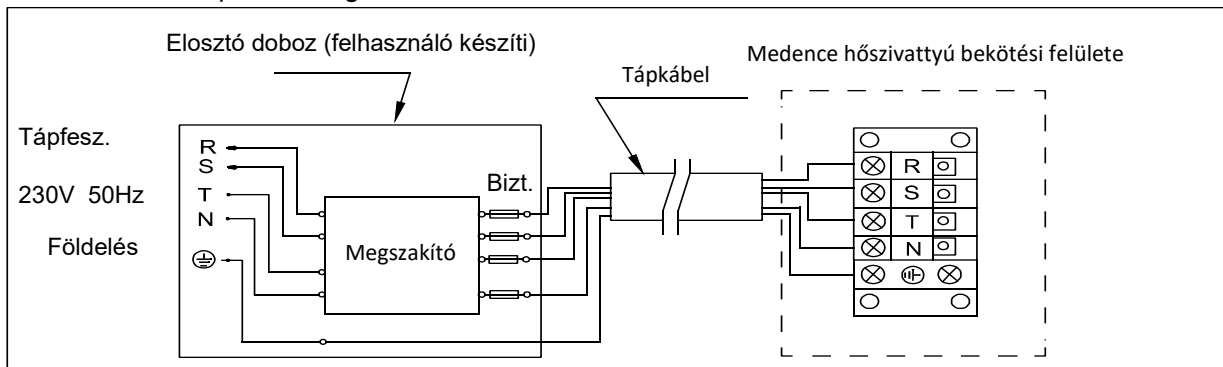 Elosztó doboz (felhasználó készíti)
Tápkábel
Medence hőszivattyú bekötési felülete
Tápfesz.
230V 50Hz
Földelés
R
S
T
N
Megszakító
Bizt.
R
S
T
N